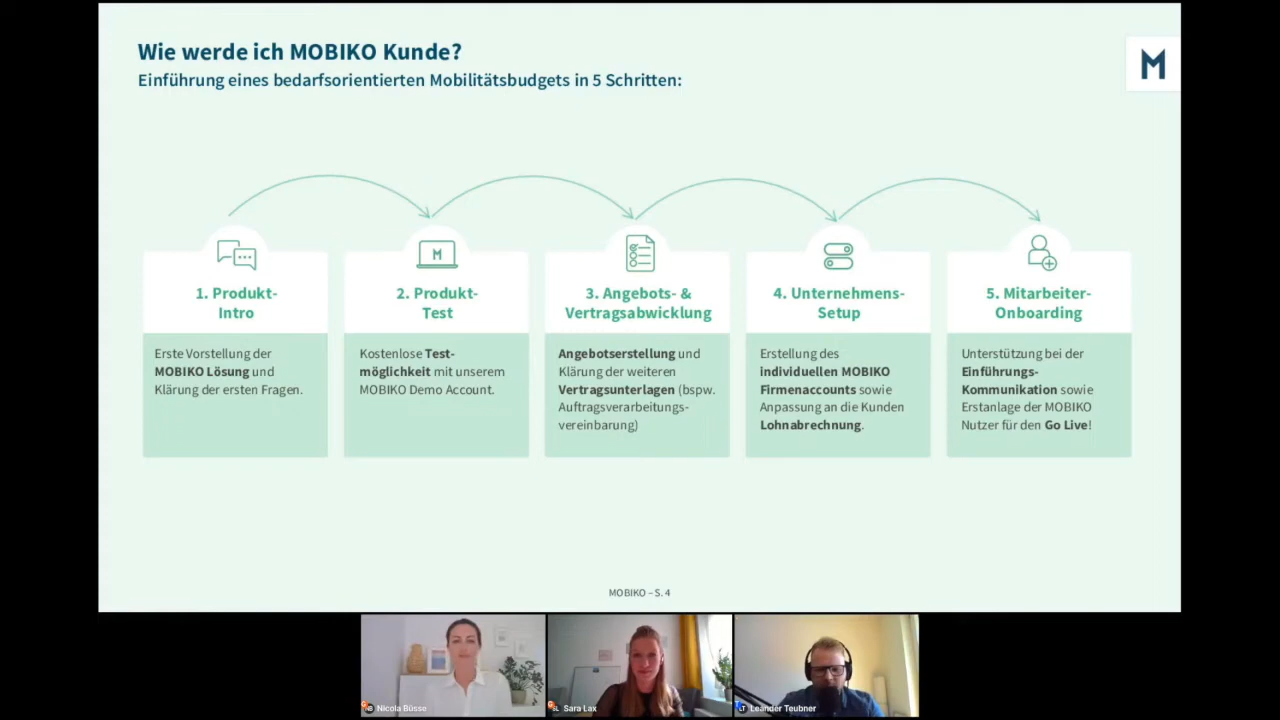 Wie werde ich MOBIKO Kunde?
Einführung eines bedarfsorientierten Mobilitätsbudgets in 5 Schritten:
M
M
1. Produkt-
Intro
Erste Vorstellung der
MOBIKO Lösung und
Klärung der ersten Fragen.
2. Produkt-
Test
Kostenlose Test-
möglichkeit mit unserem
MOBIKO Demo Account.
3. Angebots- &
Vertragsabwicklung
Angebotserstellung und
Klärung der weiteren
Vertragsunterlagen (bspw.
Auftragsverarbeitungs-
vereinbarung)
4. Unternehmens-
Setup
Erstellung des
individuellen MOBIKO
Firmenaccounts sowie
Anpassung an die Kunden
Lohnabrechnung.
5. Mitarbeiter-
Onboarding
Unterstützung bei der
Einführungs-
Kommunikation sowie
Erstanlage der MOBIKO
Nutzer für den Go Live!
MOBIKO – S. 4
NB Nicola Büsse
SL Sara Lax
LT Leander Teubner